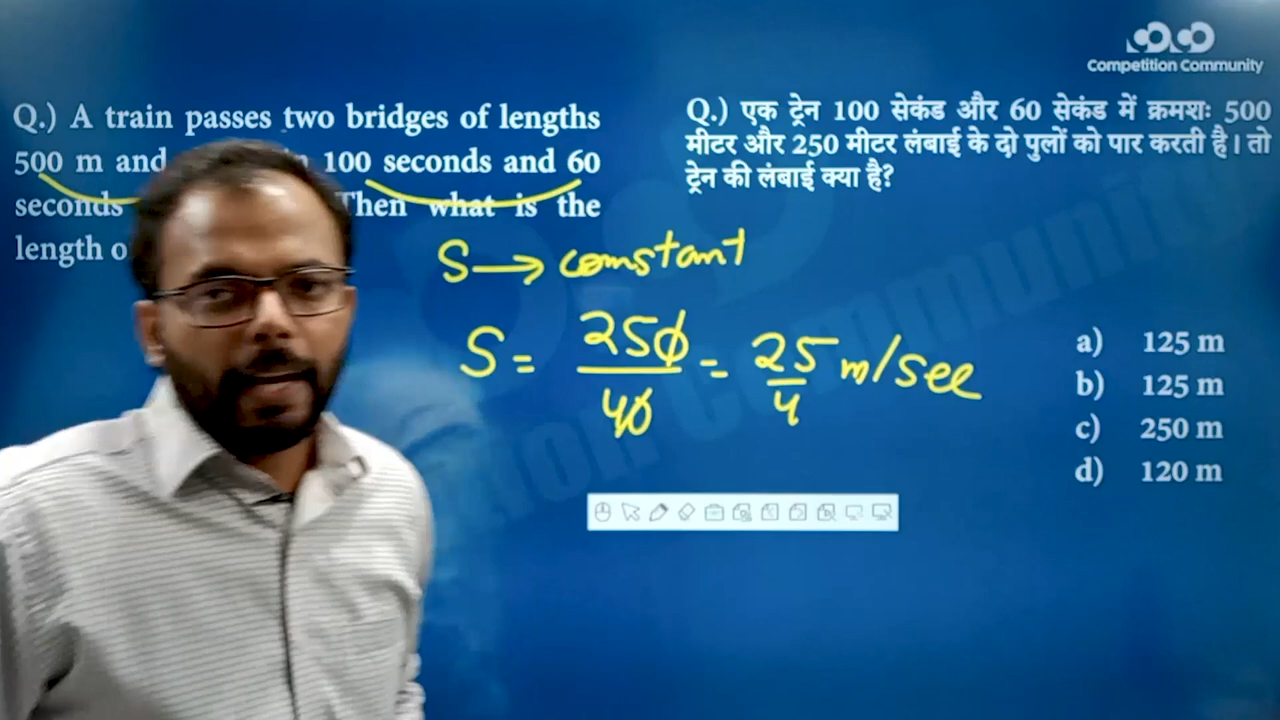 Competition Community
Q.) A train passes two bridges of lengths
500 m and 100 seconds and 60
seconds Then what is the
length
Q.) एक ट्रेन 100 सेकंड और 60 सेकंड में क्रमशः 500
मीटर और 250 मीटर लंबाई के दो पुलों को पार करती है। तो
ट्रेन की लंबाई क्या है?
S → constant
S = 250/40 = 25/4 m/sec
a) 125 m
b) 125 m
c) 250 m
d) 120 m